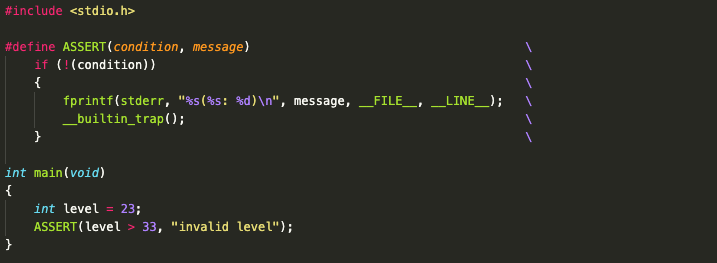 #include <stdio.h>
#define ASSERT(condition, message) \
if (!(condition)) \
{ \
fprintf(stderr, "%s(%s: %d)\n", message, __FILE__, __LINE__); \
__builtin_trap(); \
} \
int main(void)
{
int level = 23;
ASSERT(level > 33, "invalid level");
}